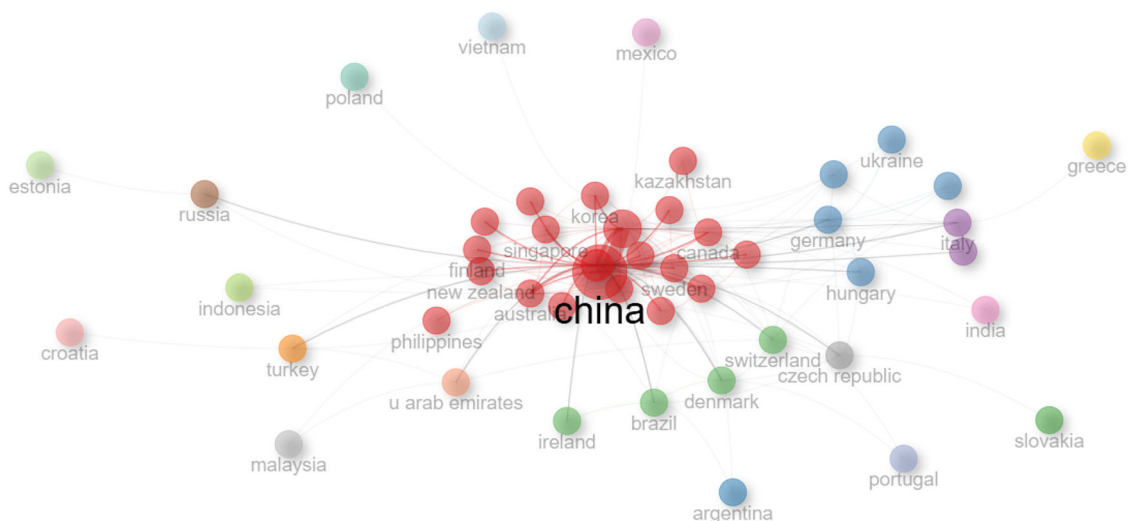 vietnam
mexico
poland
ukraine
greece
kazakhstan
estonia
russia
korea
germany
italy
singapore
canada
finland
new zealand
sweden
hungary
indonesia
australia
china
india
croatia
philippines
turkey
switzerland
czech republic
u arab emirates
denmark
brazil
ireland
slovakia
malaysia
portugal
argentina